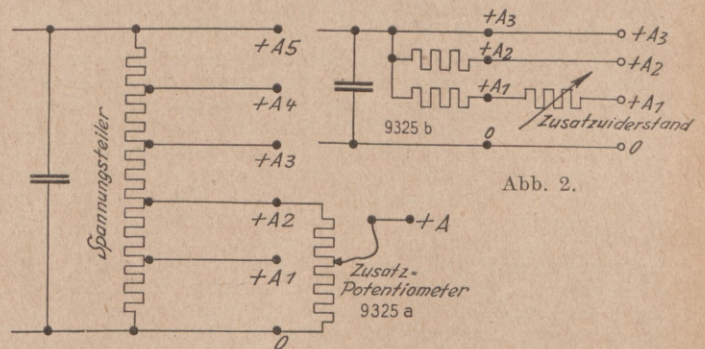 +A5
+A4
+A3
+A2
+A1
0
Spannungsteiler
+A
Zusatz=
Potentiometer
9325a
+A3
+A2
+A1
0
9325 b
+A3
+A2
+A1
0
Zusatzwiderstand
Abb. 2.